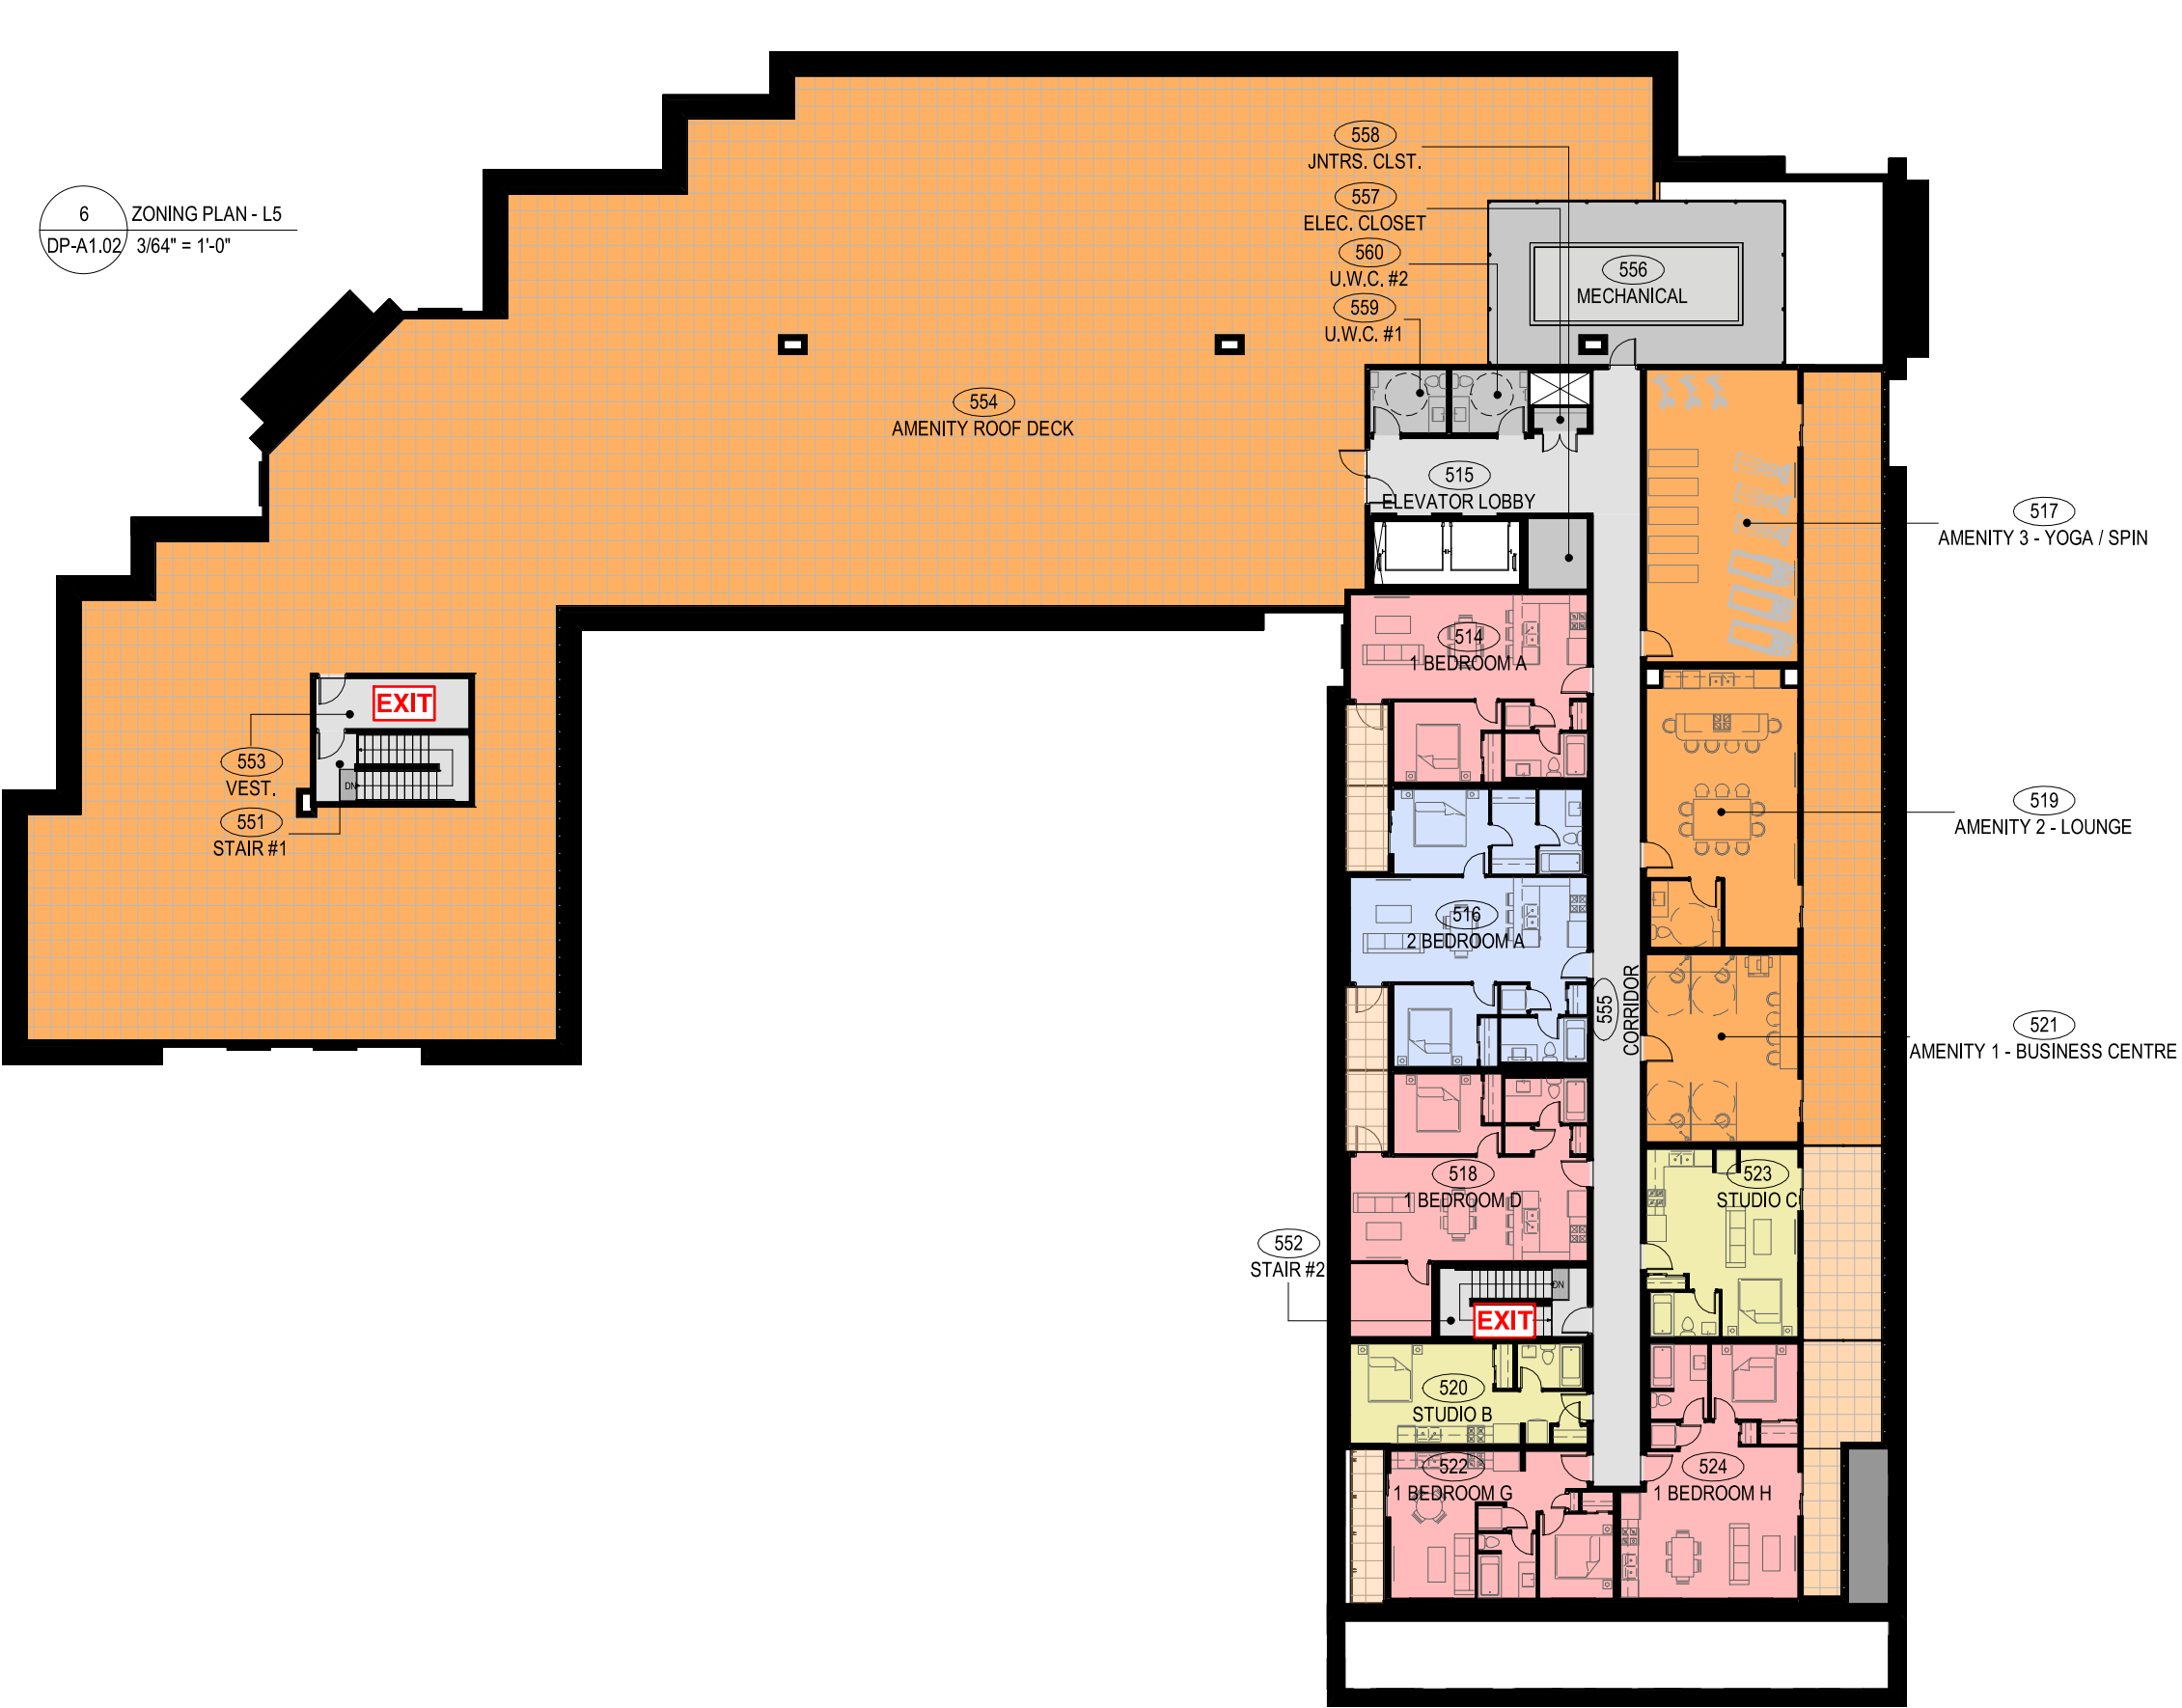 6
ZONING PLAN - L5
DP-A1.02
3/64" = 1'-0"
558
JNTRS. CLST.
557
ELEC. CLOSET
560
U.W.C. #2
559
U.W.C. #1
556
MECHANICAL
554
AMENITY ROOF DECK
515
ELEVATOR LOBBY
517
AMENITY 3 - YOGA / SPIN
514
1 BEDROOM A
EXIT
553
VEST.
DN
551
STAIR #1
519
AMENITY 2 - LOUNGE
516
2 BEDROOM A
555
CORRIDOR
521
AMENITY 1 - BUSINESS CENTRE
518
1 BEDROOM D
523
STUDIO C
552
STAIR #2
DN
EXIT
520
STUDIO B
522
1 BEDROOM G
524
1 BEDROOM H